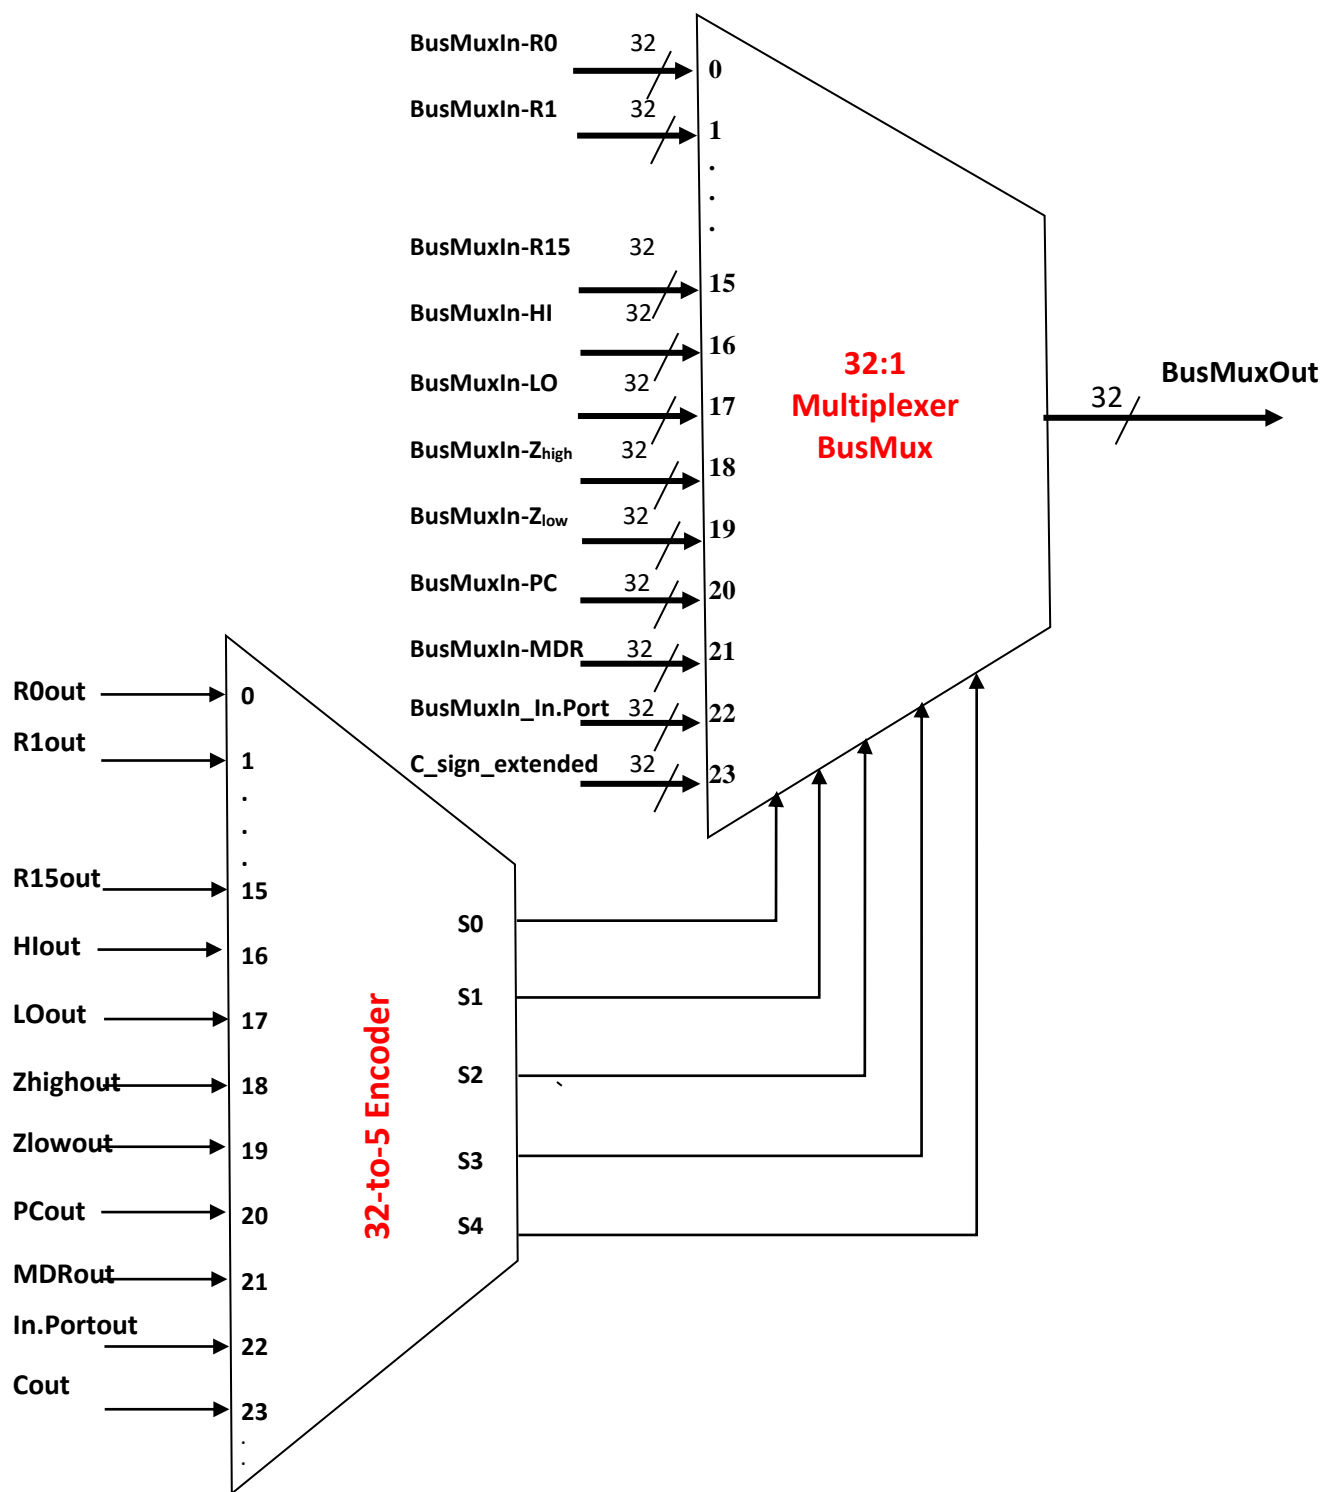 BusMuxIn-R0 32 0
BusMuxIn-R1 32 1
.
.
.
BusMuxIn-R15 32 15
BusMuxIn-HI 32 16
BusMuxIn-LO 32 17
BusMuxIn-Zhigh 32 18
BusMuxIn-Zlow 32 19
BusMuxIn-PC 32 20
BusMuxIn-MDR 32 21
BusMuxIn_In.Port 32 22
C_sign_extended 32 23
32:1
Multiplexer
BusMux
BusMuxOut
32
R0out 0
R1out 1
.
.
.
R15out 15
HIout 16
LOout 17
Zhighout 18
Zlowout 19
PCout 20
MDRout 21
In.Portout 22
Cout 23
.
.
32-to-5 Encoder
S0
S1
S2
`
S3
S4